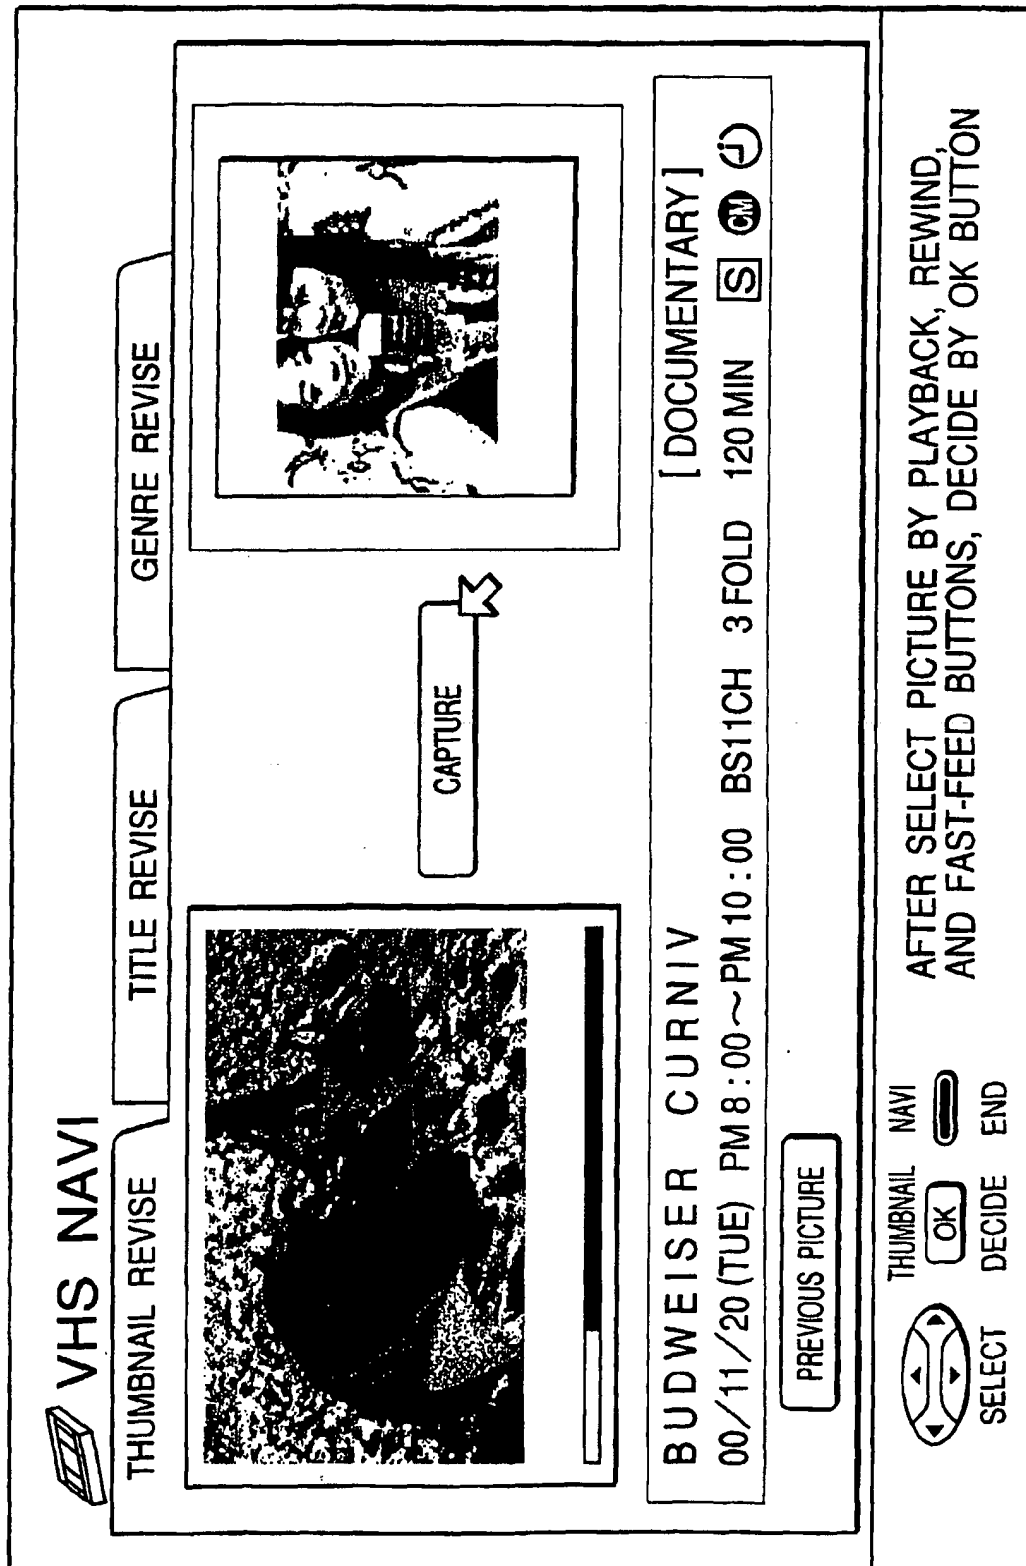 VHS NAVI
THUMBNAIL REVISE
TITLE REVISE
GENRE REVISE
CAPTURE
BUDWEISER CURNIV
[DOCUMENTARY]
00/11/20 (TUE) PM 8:00~PM 10:00 BS11CH 3 FOLD 120 MIN S CM
PREVIOUS PICTURE
SELECT
THUMBNAIL
OK
DECIDE
NAVI
END
AFTER SELECT PICTURE BY PLAYBACK, REWIND,
AND FAST-FEED BUTTONS, DECIDE BY OK BUTTON